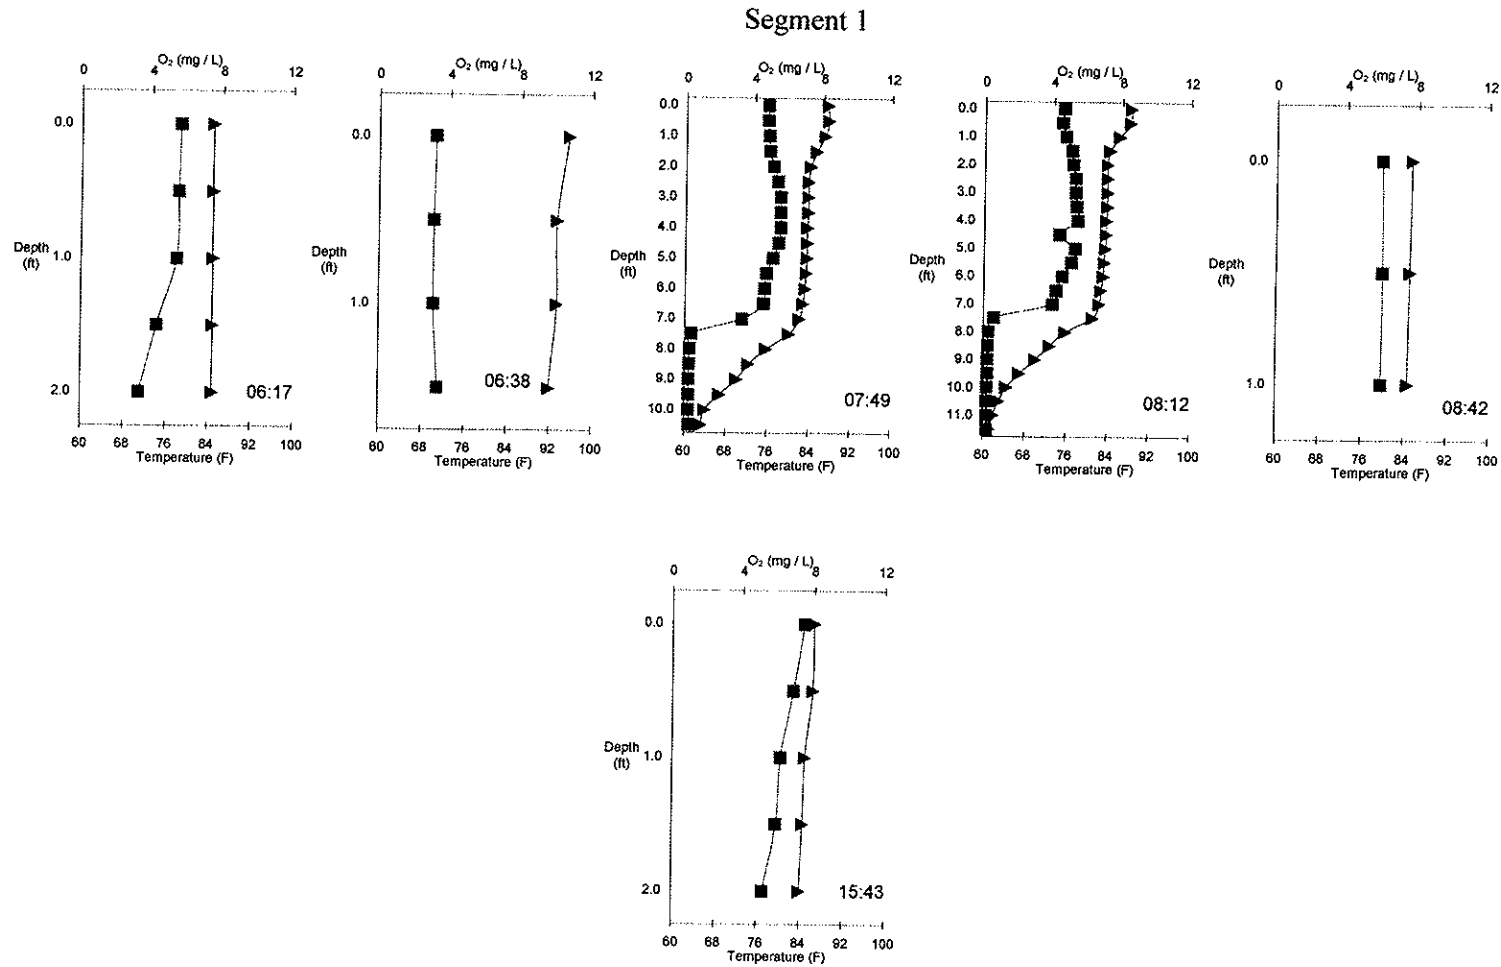 Segment 1
O₂ (mg / L)
0 4 8 12
0.0
1.0
2.0
Depth
(ft)
06:17
60 68 76 84 92 100
Temperature (F)
O₂ (mg / L)
0 4 8 12
0.0
Depth
(ft)
1.0
06:38
60 68 76 84 92 100
Temperature (F)
O₂ (mg / L)
0 4 8 12
0.0
1.0
2.0
3.0
4.0
Depth
(ft)
5.0
6.0
7.0
8.0
9.0
10.0
07:49
60 68 76 84 92 100
Temperature (F)
O₂ (mg / L)
0 4 8 12
0.0
1.0
2.0
3.0
4.0
Depth
(ft)
5.0
6.0
7.0
8.0
9.0
10.0
11.0
08:12
60 68 76 84 92 100
Temperature (F)
O₂ (mg / L)
0 4 8 12
0.0
Depth
(ft)
1.0
08:42
60 68 76 84 92 100
Temperature (F)
O₂ (mg / L)
0 4 8 12
0.0
Depth
(ft)
1.0
2.0
15:43
60 68 76 84 92 100
Temperature (F)